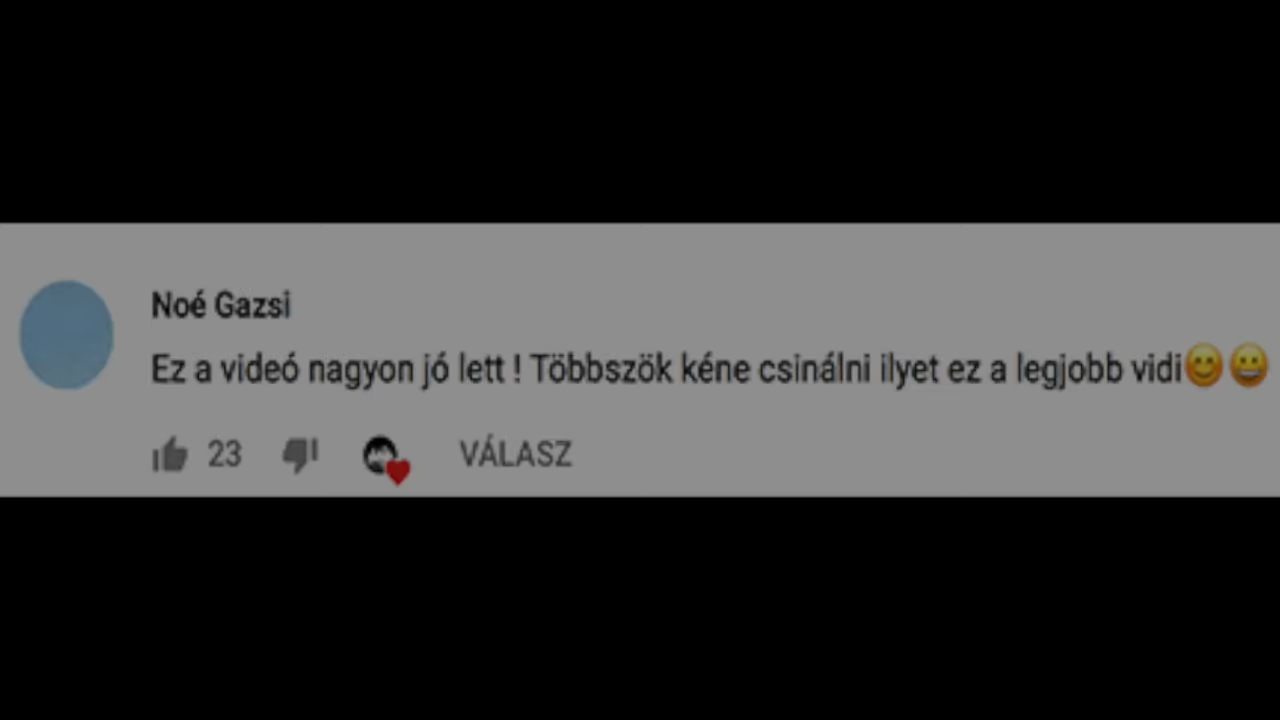 Noé Gazsi
Ez a videó nagyon jó lett ! Többszök kéne csinálni ilyet ez a legjobb vidi😊😀
23 VÁLASZ